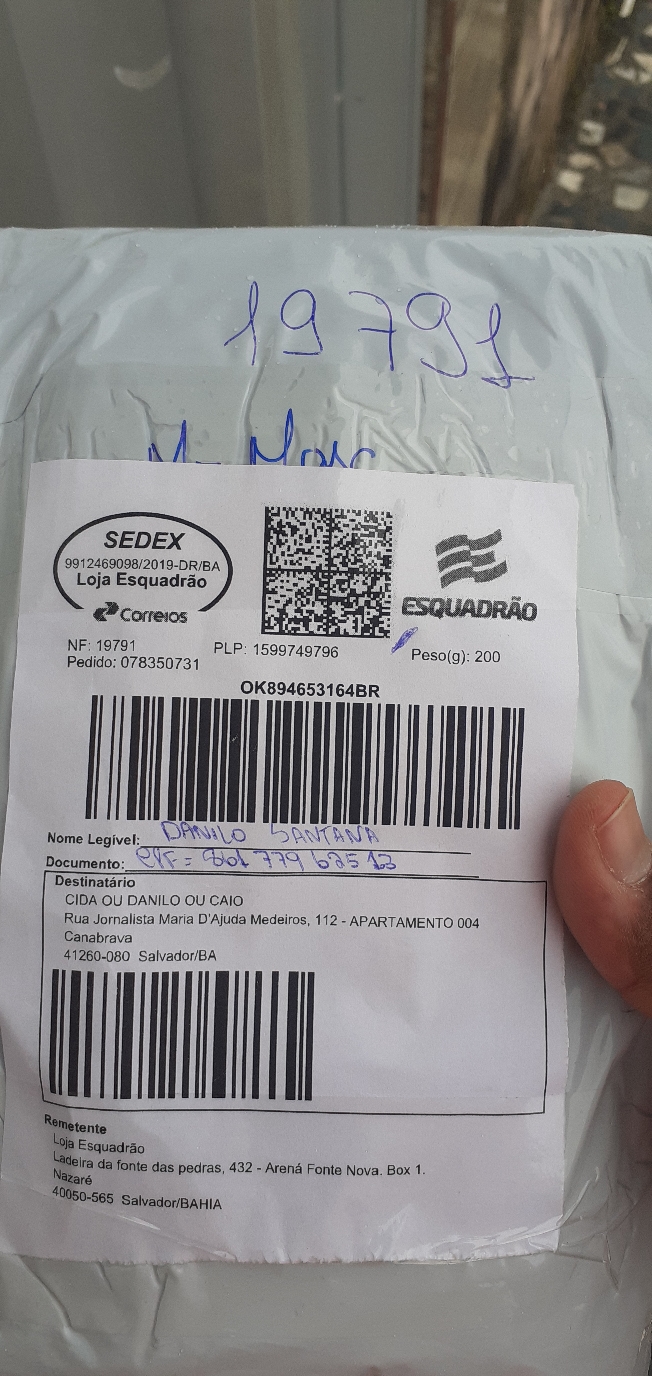 19791
SEDEX
9912469098/2019-DR/BA
Loja Esquadrão
Correios
ESQUADRÃO
NF: 19791 PLP: 1599749796 Peso(g): 200
Pedido: 078350731
OK894653164BR
Nome Legível: DANILO SANTANA
Documento:
Destinatário
CIDA OU DANILO OU CAIO
Rua Jornalista Maria D'Ajuda Medeiros, 112 - APARTAMENTO 004
Canabrava
41260-080 Salvador/BA
Remetente
Loja Esquadrão
Ladeira da fonte das pedras, 432 - Arená Fonte Nova. Box 1.
Nazaré
40050-565 Salvador/BAHIA